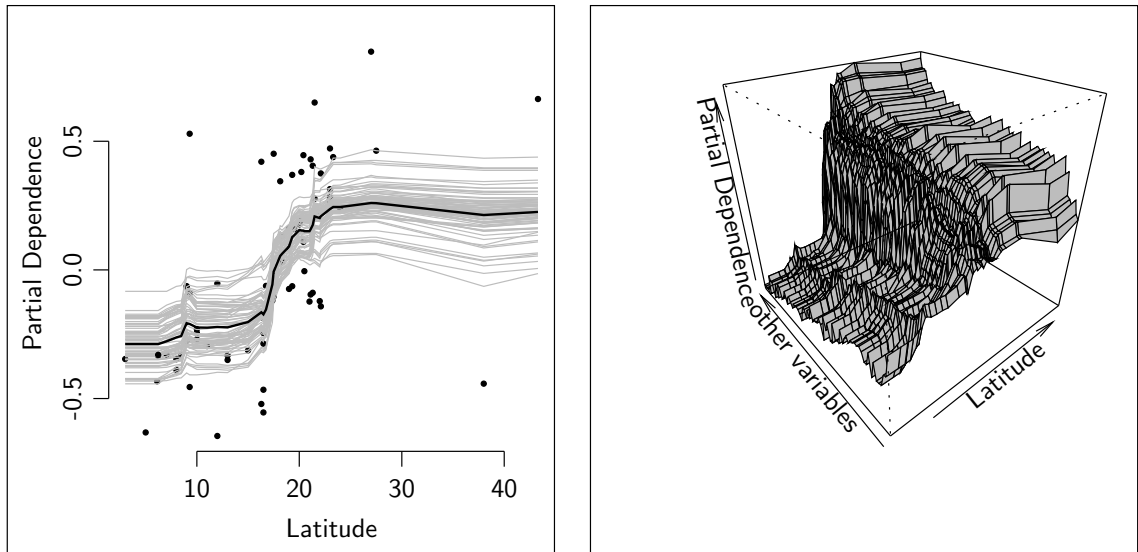 Partial Dependence
0.5
0.0
-0.5
10 20 30 40
Latitude
Partial Dependence
other variables
Latitude